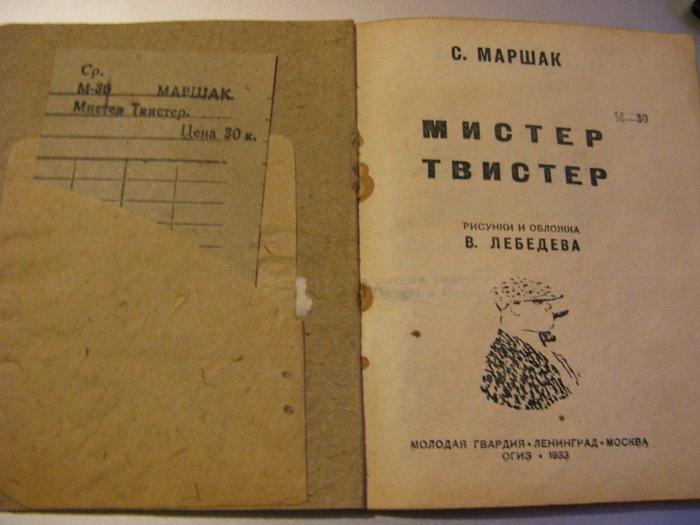 Ср.
М-30 МАРШАК.
Мистер Твистер.
Цена 30 к.
С. МАРШАК
М—30
МИСТЕР
ТВИСТЕР
РИСУНКИ И ОБЛОЖКА
В. ЛЕБЕДЕВА
МОЛОДАЯ ГВАРДИЯ • ЛЕНИНГРАД • МОСКВА
ОГИЗ • 1933